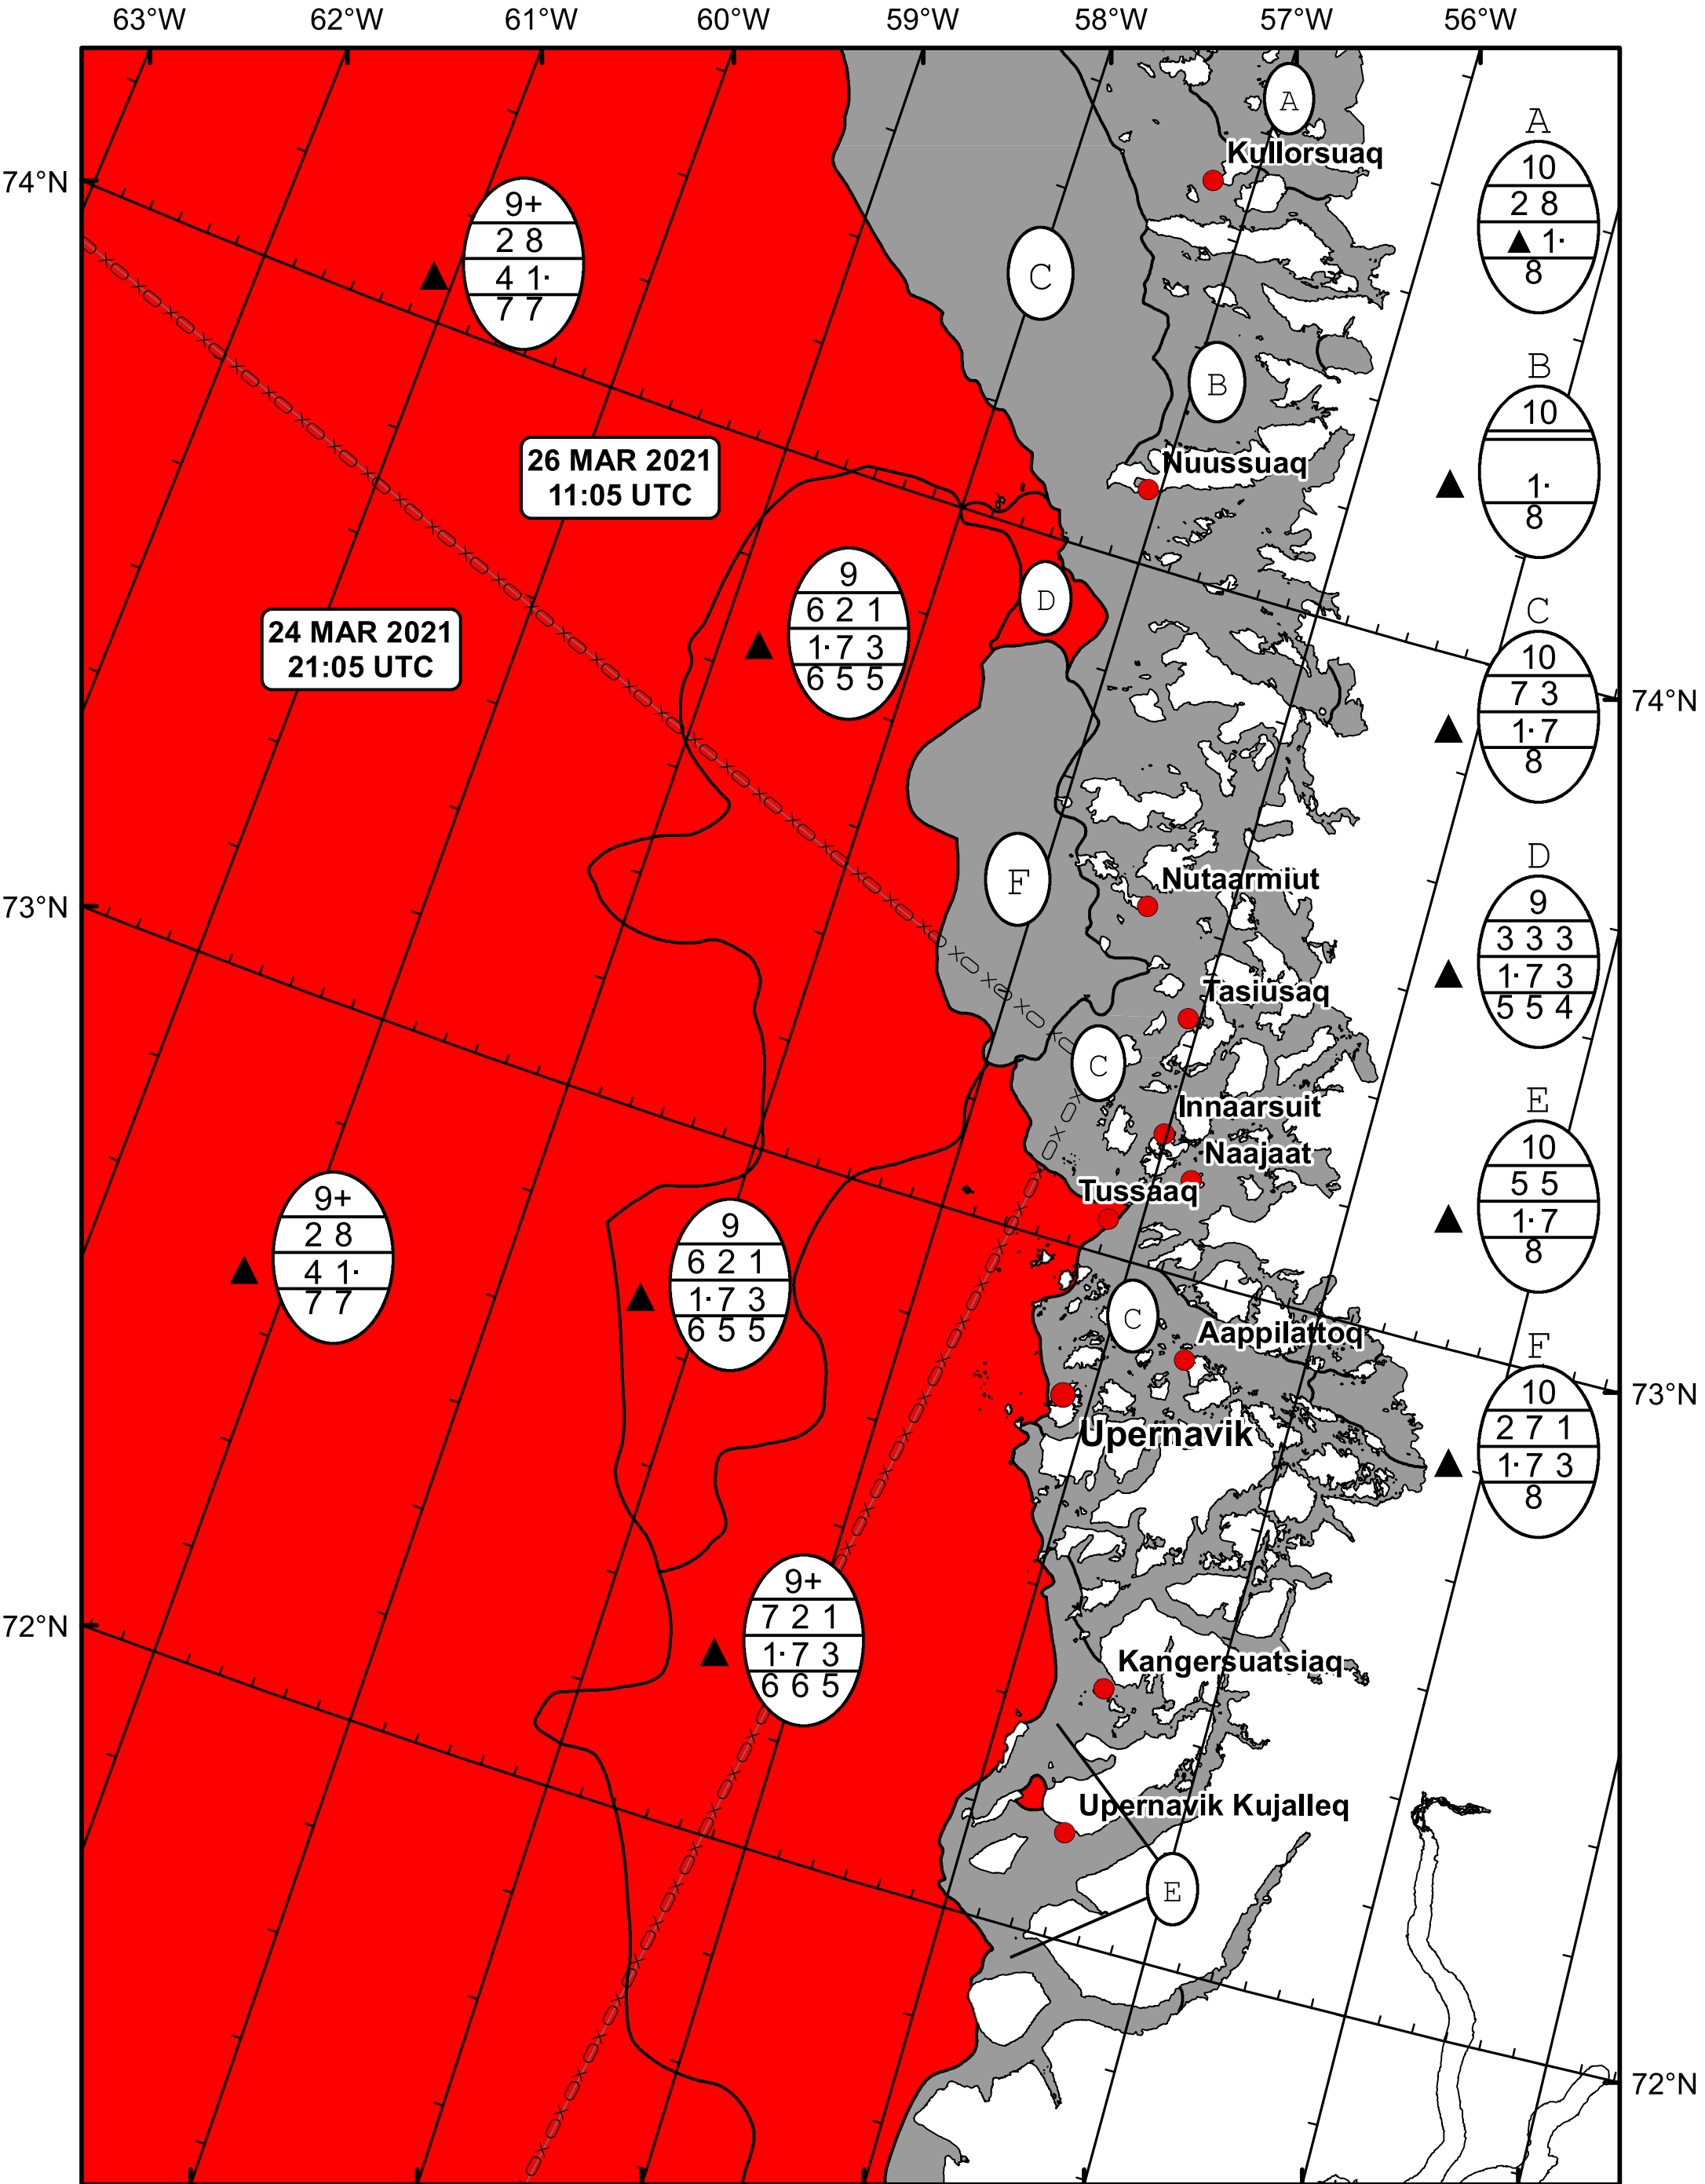 63°W 62°W 61°W 60°W 59°W 58°W 57°W 56°W
A
A
Kullorsuaq
10
2 8
▲ 1·
8
74°N
9+
2 8
▲ 4 1·
7 7
C
B
B
10
▲ 1·
8
26 MAR 2021
11:05 UTC
Nuussuaq
24 MAR 2021
21:05 UTC
9
6 2 1
▲ 1· 7 3
6 5 5
D
C
10
7 3
▲ 1· 7
8
74°N
73°N
F
Nutaarmiut
D
9
3 3 3
▲ 1· 7 3
5 5 4
Tasiusaq
C
Innaarsuit
Naajaat
Tussaaq
E
10
5 5
▲ 1· 7
8
9+
2 8
▲ 4 1·
7 7
9
6 2 1
▲ 1· 7 3
6 5 5
C
Aappilattoq
Upernavik
F
10
2 7 1
▲ 1· 7 3
8
73°N
72°N
9+
7 2 1
▲ 1· 7 3
6 6 5
Kangersuatsiaq
Upernavik Kujalleq
E
72°N